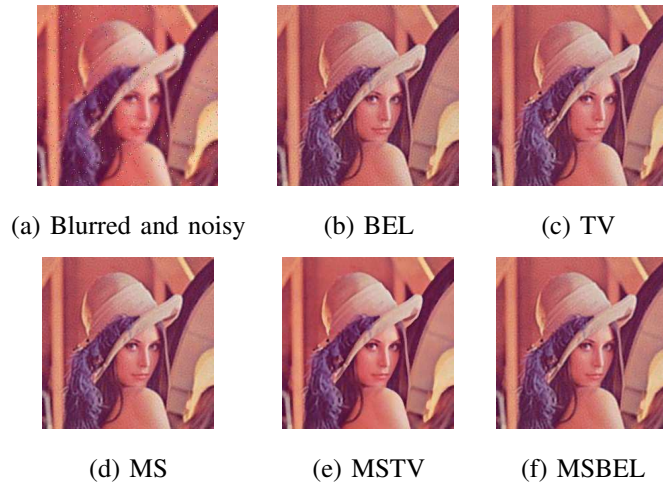 (a) Blurred and noisy
(b) BEL
(c) TV
(d) MS
(e) MSTV
(f) MSBEL